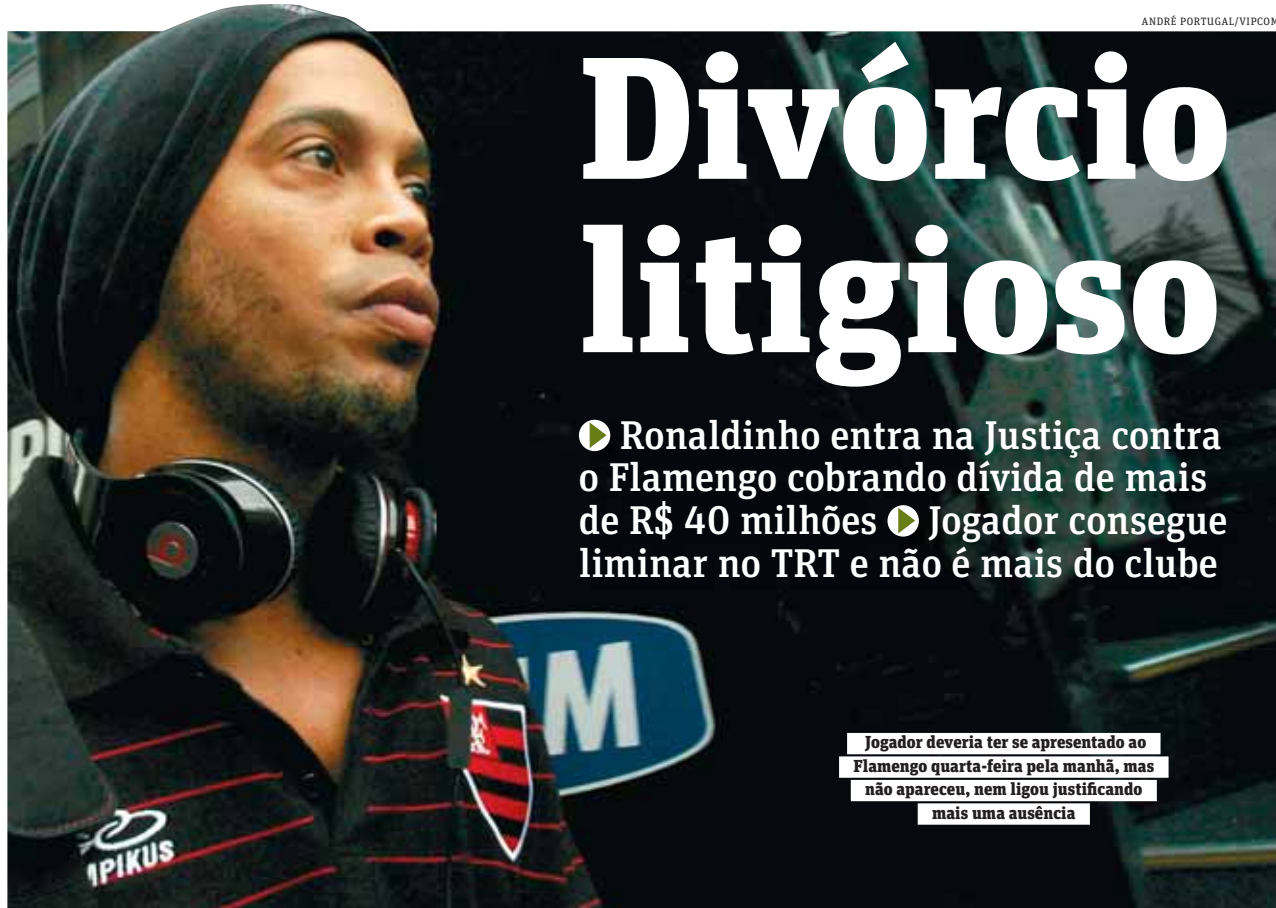 ANDRÉ PORTUGAL/VIPCOM
Divórcio
litigioso
Ronaldinho entra na Justiça contra
o Flamengo cobrando dívida de mais
de R$ 40 milhões Jogador consegue
liminar no TRT e não é mais do clube
Jogador deveria ter se apresentado ao
Flamengo quarta-feira pela manhã, mas
não apareceu, nem ligou justificando
mais uma ausência